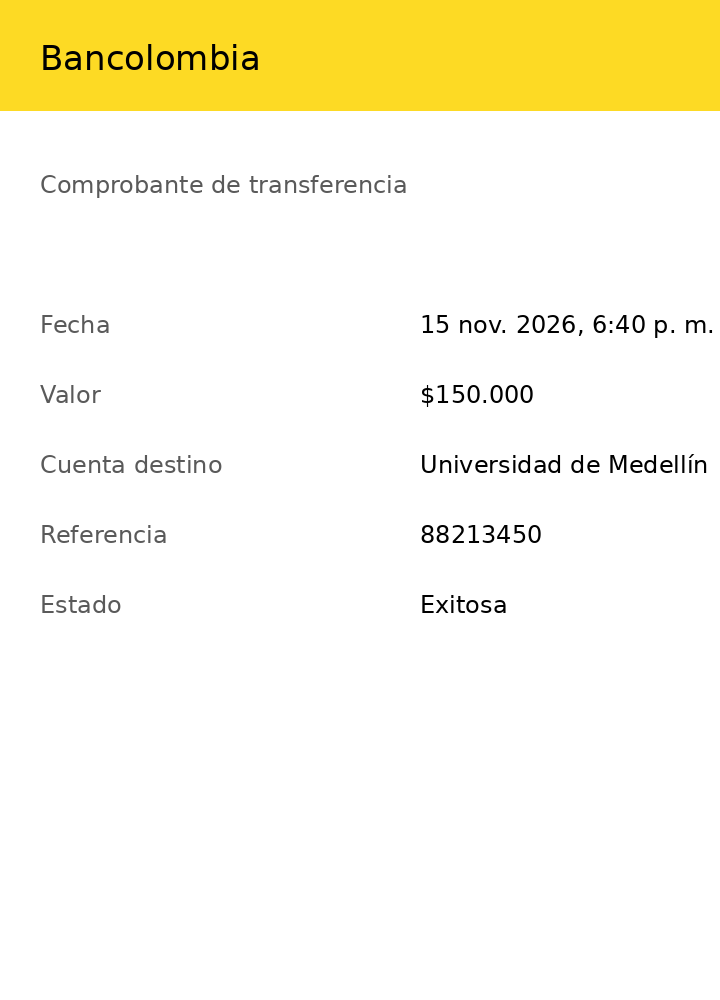 Bancolombia
Comprobante de transferencia
Fecha 15 nov. 2026, 6:40 p. m.
Valor $150.000
Cuenta destino Universidad de Medellín
Referencia 88213450
Estado Exitosa